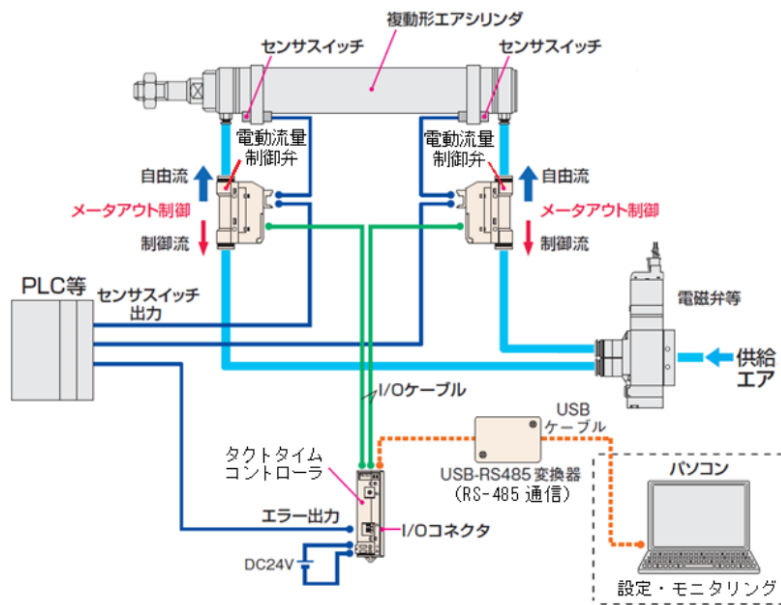 複動形エアシリンダ
センサスイッチ
センサスイッチ
電動流量
制御弁
電動流量
制御弁
自由流
メータアウト制御
制御流
自由流
メータアウト制御
制御流
PLC等
センサスイッチ
出力
電磁弁等
供給
エア
I/Oケーブル
USB
ケーブル
タクトタイム
コントローラ
USB-RS485変換器
(RS-485 通信)
パソコン
エラー出力
I/Oコネクタ
DC24V
設定・モニタリング